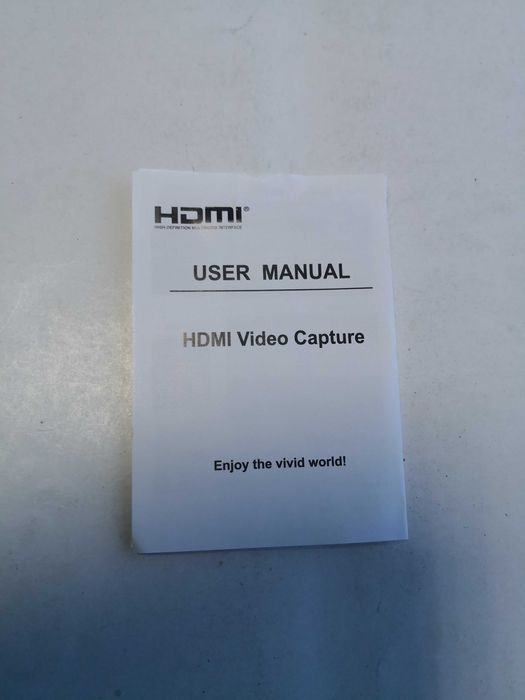 HDMI®
HIGH-DEFINITION MULTIMEDIA INTERFACE
USER MANUAL
HDMI Video Capture
Enjoy the vivid world!